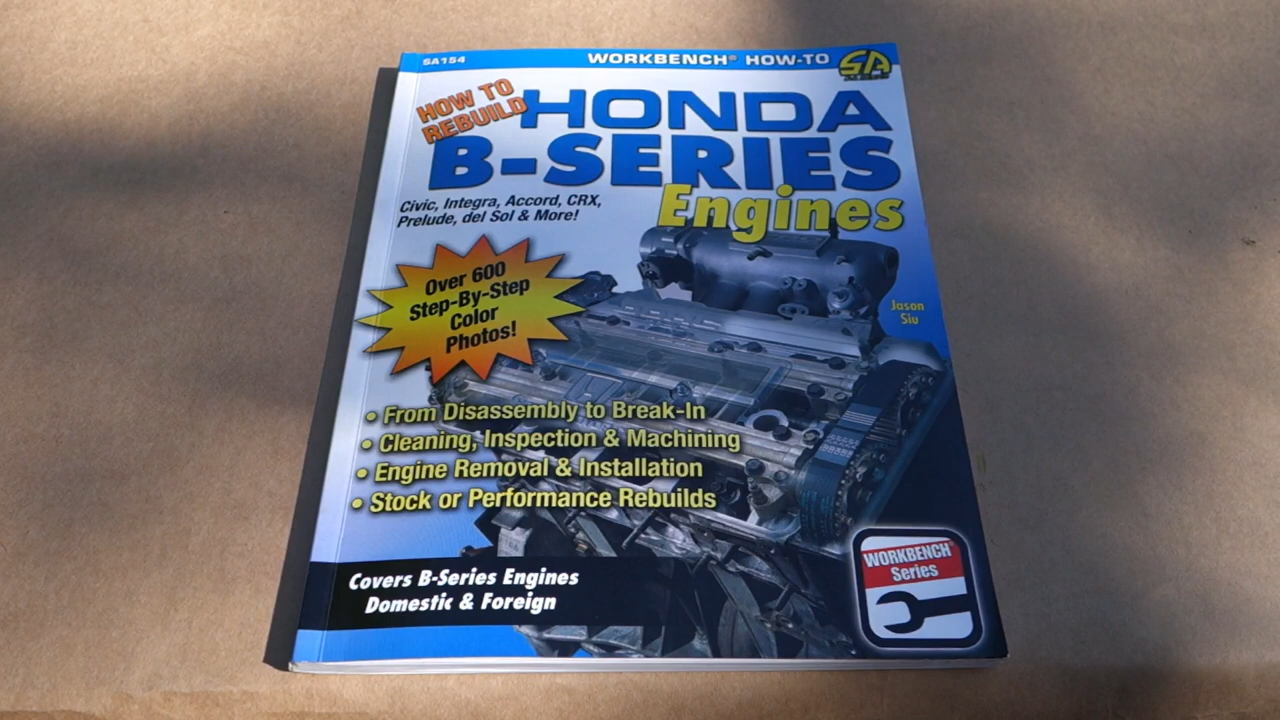 SA154
WORKBENCH® HOW-TO
SA
HOW TO
REBUILD
HONDA
B-SERIES
Engines
Civic, Integra, Accord, CRX,
Prelude, del Sol & More!
Over 600
Step-By-Step
Color
Photos!
Jason
Siu
• From Disassembly to Break-In
• Cleaning, Inspection & Machining
• Engine Removal & Installation
• Stock or Performance Rebuilds
Covers B-Series Engines
Domestic & Foreign
WORKBENCH®
Series